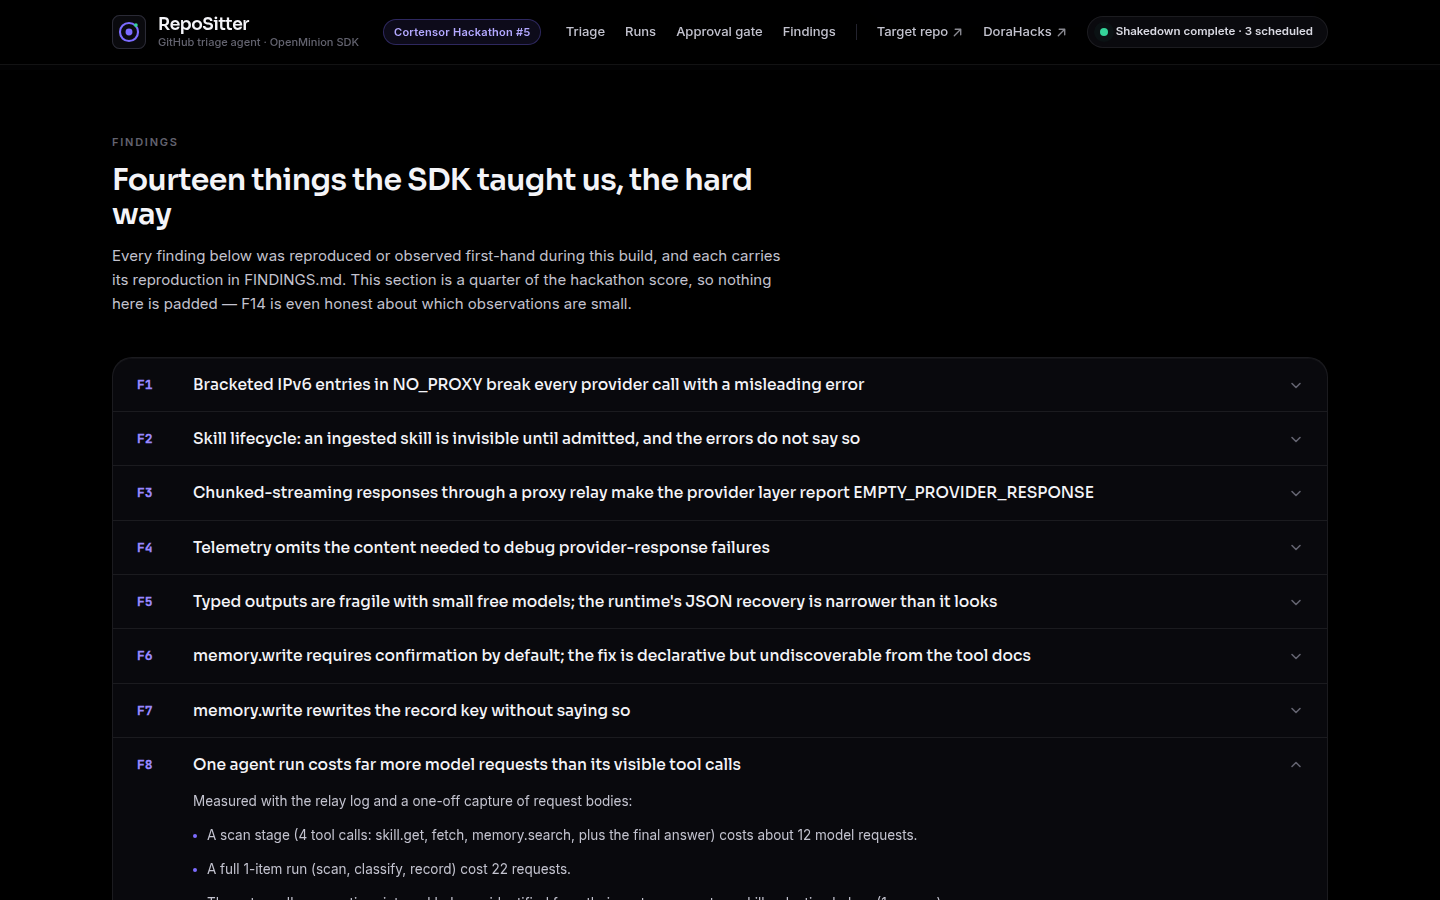 RepoSitter
GitHub triage agent · OpenMinion SDK
Cortensor Hackathon #5
Triage
Runs
Approval gate
Findings
Target repo
DoraHacks
Shakedown complete · 3 scheduled
FINDINGS
Fourteen things the SDK taught us, the hard
way
Every finding below was reproduced or observed first-hand during this build, and each carries
its reproduction in FINDINGS.md. This section is a quarter of the hackathon score, so nothing
here is padded — F14 is even honest about which observations are small.
F1 Bracketed IPv6 entries in NO_PROXY break every provider call with a misleading error
F2 Skill lifecycle: an ingested skill is invisible until admitted, and the errors do not say so
F3 Chunked-streaming responses through a proxy relay make the provider layer report EMPTY_PROVIDER_RESPONSE
F4 Telemetry omits the content needed to debug provider-response failures
F5 Typed outputs are fragile with small free models; the runtime's JSON recovery is narrower than it looks
F6 memory.write requires confirmation by default; the fix is declarative but undiscoverable from the tool docs
F7 memory.write rewrites the record key without saying so
F8 One agent run costs far more model requests than its visible tool calls
Measured with the relay log and a one-off capture of request bodies:
• A scan stage (4 tool calls: skill.get, fetch, memory.search, plus the final answer) costs about 12 model requests.
• A full 1-item run (scan, classify, record) cost 22 requests.